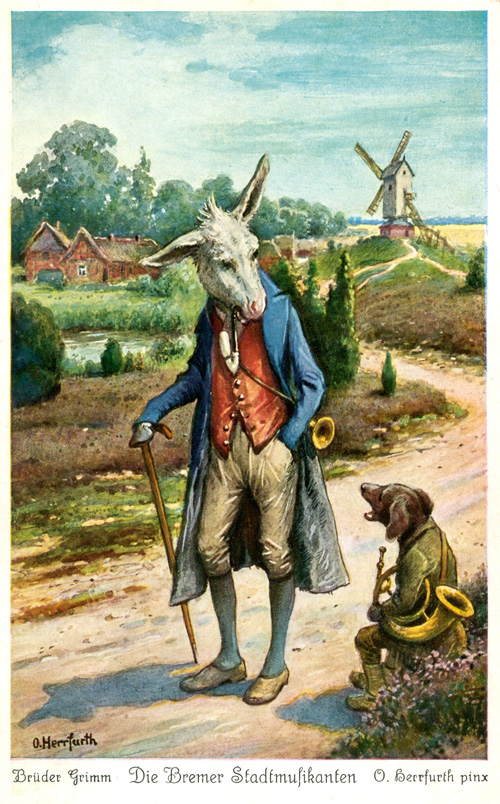 O. Herrfurth
Brüder Grimm Die Bremer Stadtmuſikanten O. Herrfurth pinx